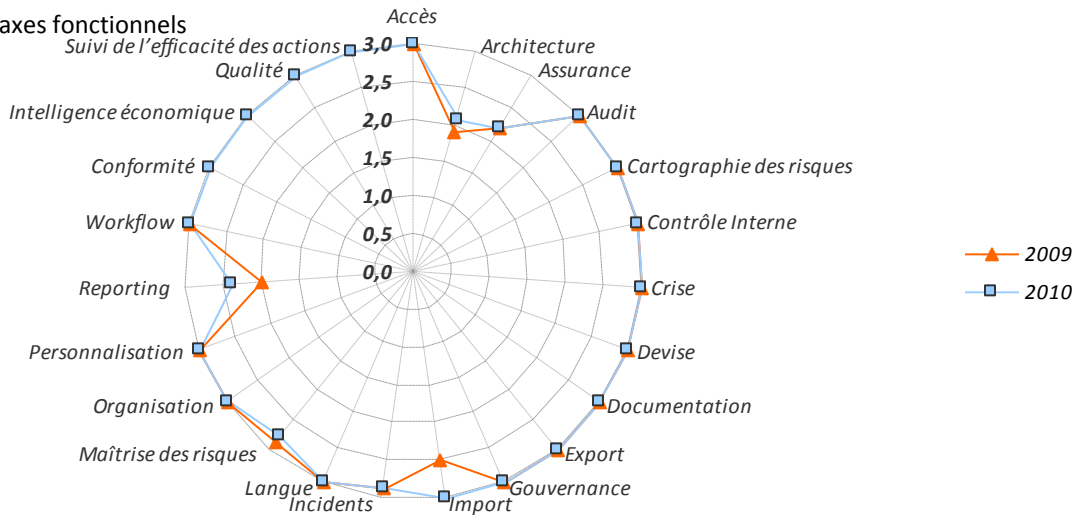 axes fonctionnels
Accès
Suivi de l'efficacité des actions
3,0
Architecture
Qualité
2,5
Assurance
Intelligence économique
2,0
Audit
Conformité
1,5
Cartographie des risques
1,0
Workflow
0,5
Contrôle Interne
0,0
2009
Reporting
Crise
2010
Personnalisation
Devise
Organisation
Documentation
Maîtrise des risques
Export
Langue
Gouvernance
Incidents
Import